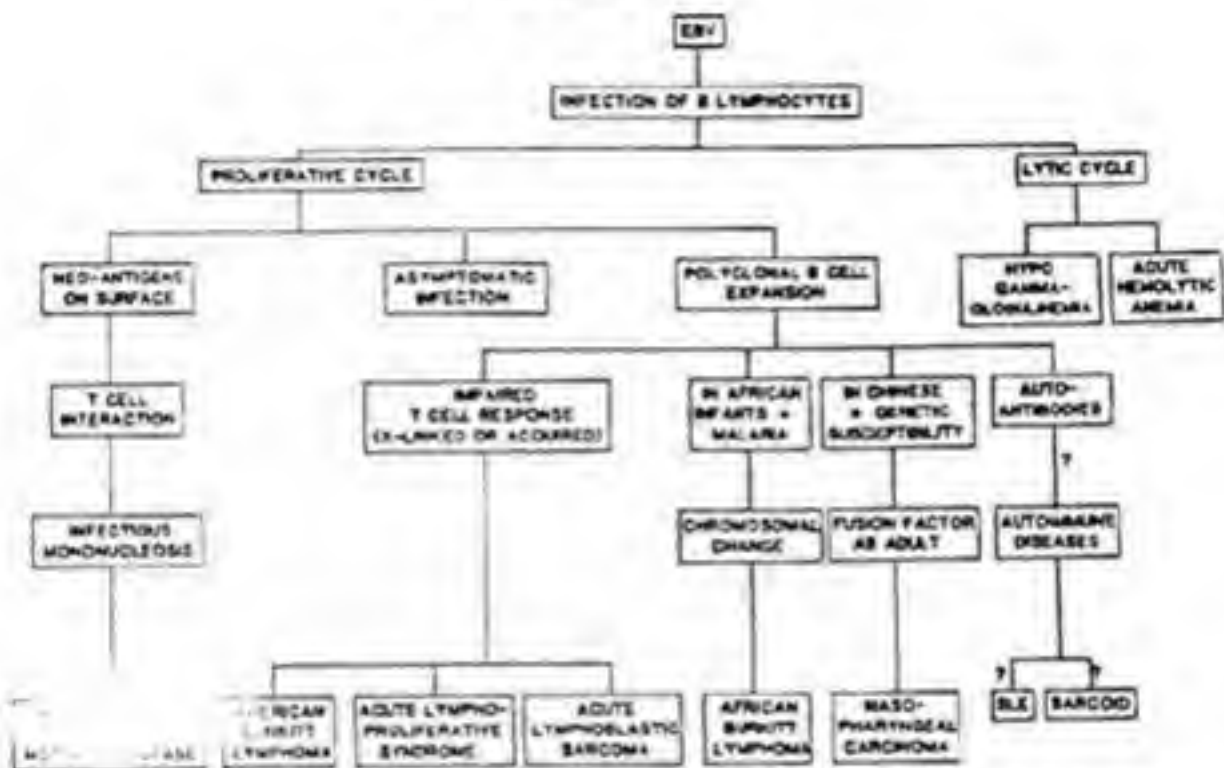 EBV
INFECTION OF B LYMPHOCYTES
PROLIFERATIVE CYCLE
LYTIC CYCLE
NEO-ANTIGENS
ON SURFACE
ASYMPTOMATIC
INFECTION
POLYCLONAL B CELL
EXPANSION
HYPO
GAMMA-
GLOBULINEMIA
ACUTE
HEMOLYTIC
ANEMIA
T CELL
INTERACTION
IMPAIRED
T CELL RESPONSE
(X-LINKED OR ACQUIRED)
IN AFRICAN
INFANTS +
MALARIA
IN CHINESE
+ GENETIC
SUSCEPTIBILITY
AUTO-
ANTIBODIES
?
INFECTIOUS
MONONUCLEOSIS
CHROMOSOMAL
CHANGE
FUSION FACTOR
AS ADULT
AUTOIMMUNE
DISEASES
LYMPHOMA
ACUTE LYMPHO-
PROLIFERATIVE
SYNDROME
ACUTE
LYMPHOBLASTIC
SARCOMA
AFRICAN
BURKITT
LYMPHOMA
NASO-
PHARYNGEAL
CARCINOMA
?
SLE
?
SARCOID